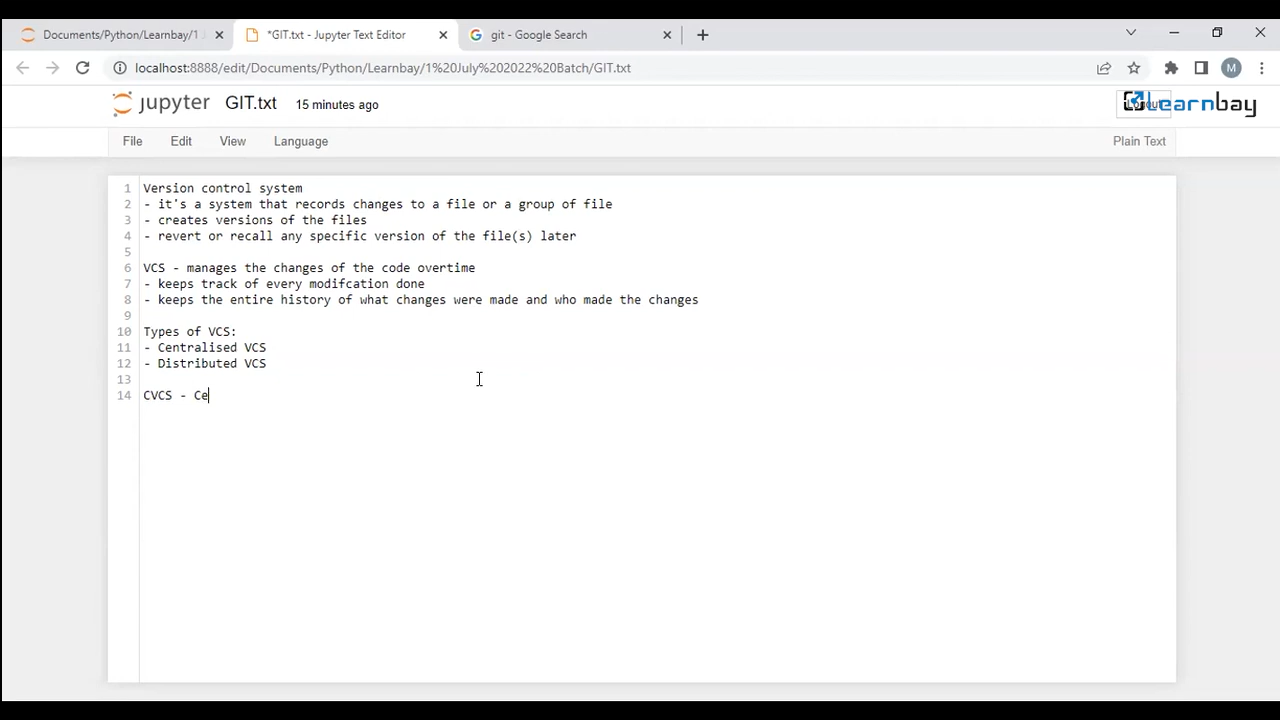 Documents/Python/Learnbay/1 J
*GIT.txt - Jupyter Text Editor
git - Google Search
localhost:8888/edit/Documents/Python/Learnbay/1%20July%202022%20Batch/GIT.txt
M
jupyter GIT.txt 15 minutes ago
Learnbay
File Edit View Language
Plain Text
1 Version control system
2 - it's a system that records changes to a file or a group of file
3 - creates versions of the files
4 - revert or recall any specific version of the file(s) later
5
6 VCS - manages the changes of the code overtime
7 - keeps track of every modifcation done
8 - keeps the entire history of what changes were made and who made the changes
9
10 Types of VCS:
11 - Centralised VCS
12 - Distributed VCS
13
14 CVCS - Ce